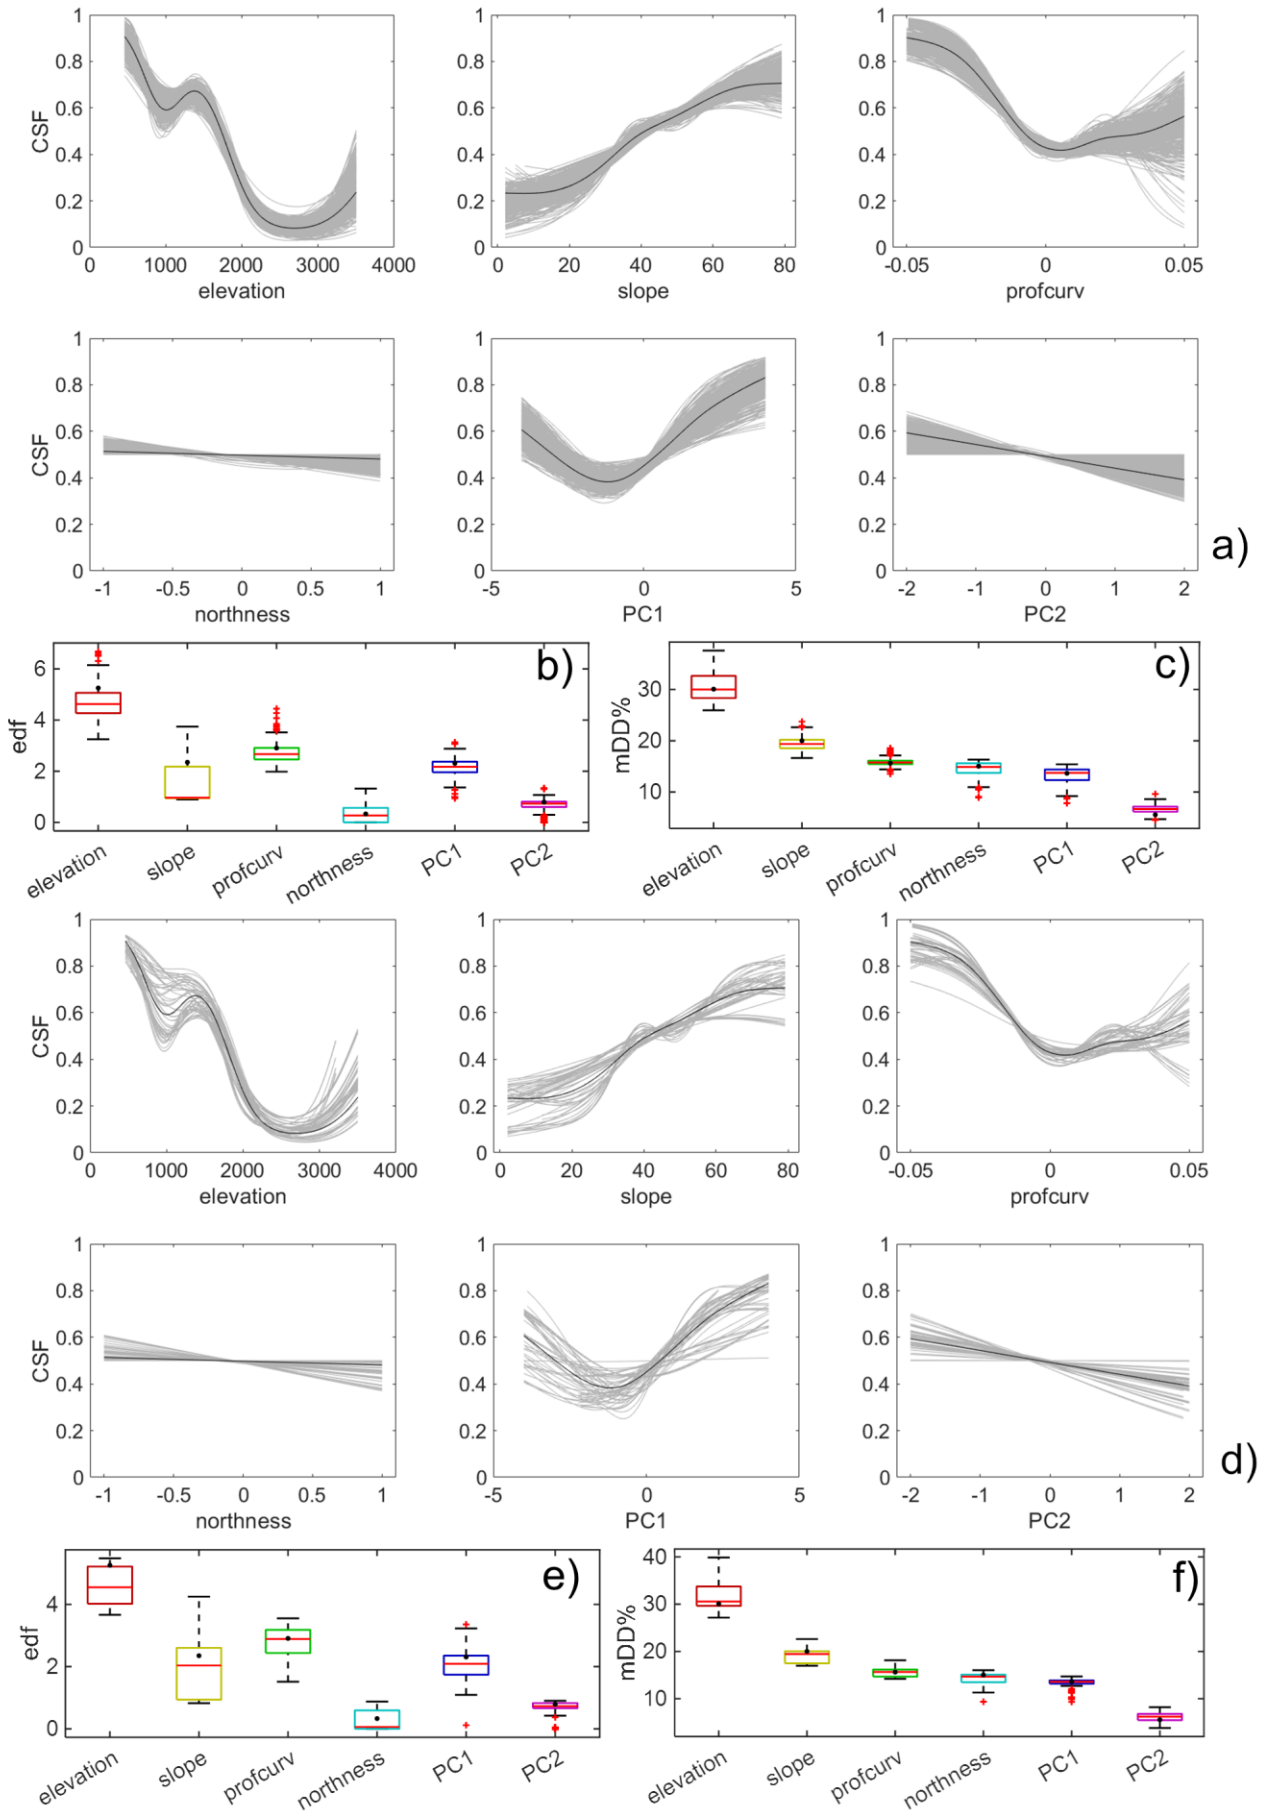 1 1 1
0.8 0.8 0.8
0.6 0.6 0.6
CSF
0.4 0.4 0.4
0.2 0.2 0.2
0 0 0
0 1000 2000 3000 4000 0 20 40 60 80 -0.05 0 0.05
elevation slope profcurv
1 1 1
0.8 0.8 0.8
0.6 0.6 0.6
CSF
0.4 0.4 0.4
0.2 0.2 0.2
a)
0 0 0
-1 -0.5 0 0.5 1 -5 0 5 -2 -1 0 1 2
northness PC1 PC2
b) c)
6 30
4 20
edf mDD%
2 10
0
elevation slope profcurv northness PC1 PC2 elevation slope profcurv northness PC1 PC2
1 1 1
0.8 0.8 0.8
0.6 0.6 0.6
CSF
0.4 0.4 0.4
0.2 0.2 0.2
0 0 0
0 1000 2000 3000 4000 0 20 40 60 80 -0.05 0 0.05
elevation slope profcurv
1 1 1
0.8 0.8 0.8
0.6 0.6 0.6
CSF
0.4 0.4 0.4
0.2 0.2 0.2
d)
0 0 0
-1 -0.5 0 0.5 1 -5 0 5 -2 -1 0 1 2
northness PC1 PC2
e) f)
40
4 30
edf mDD%
2 20
0 10
elevation slope profcurv northness PC1 PC2 elevation slope profcurv northness PC1 PC2